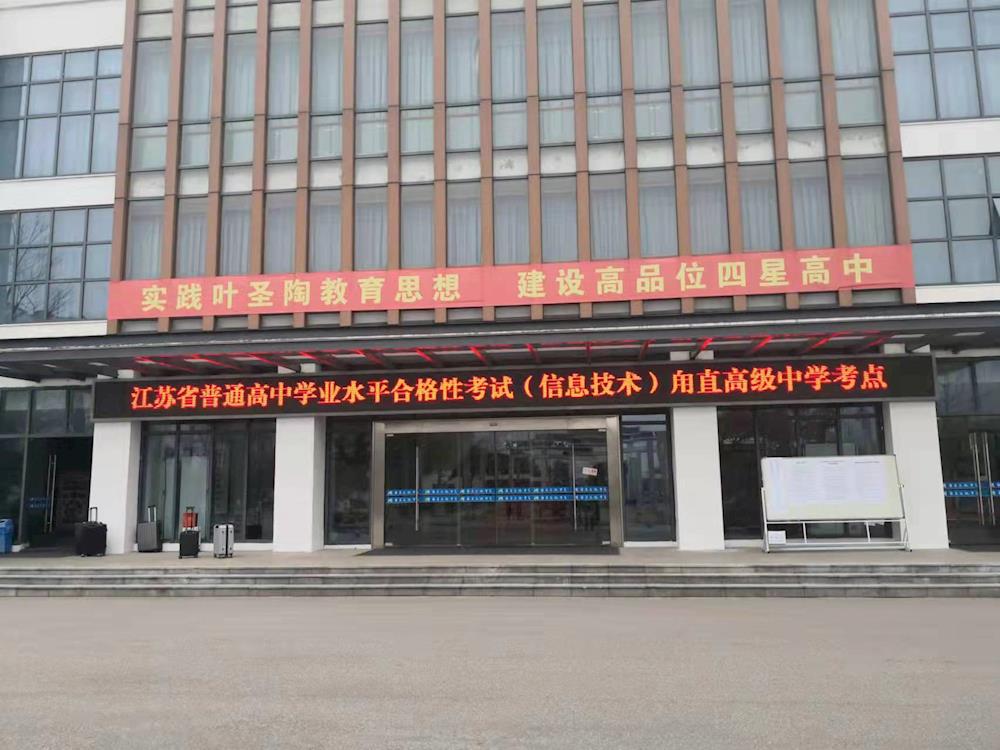 实践叶圣陶教育思想 建设高品位四星高中
江苏省普通高中学业水平合格性考试（信息技术）甪直高级中学考点